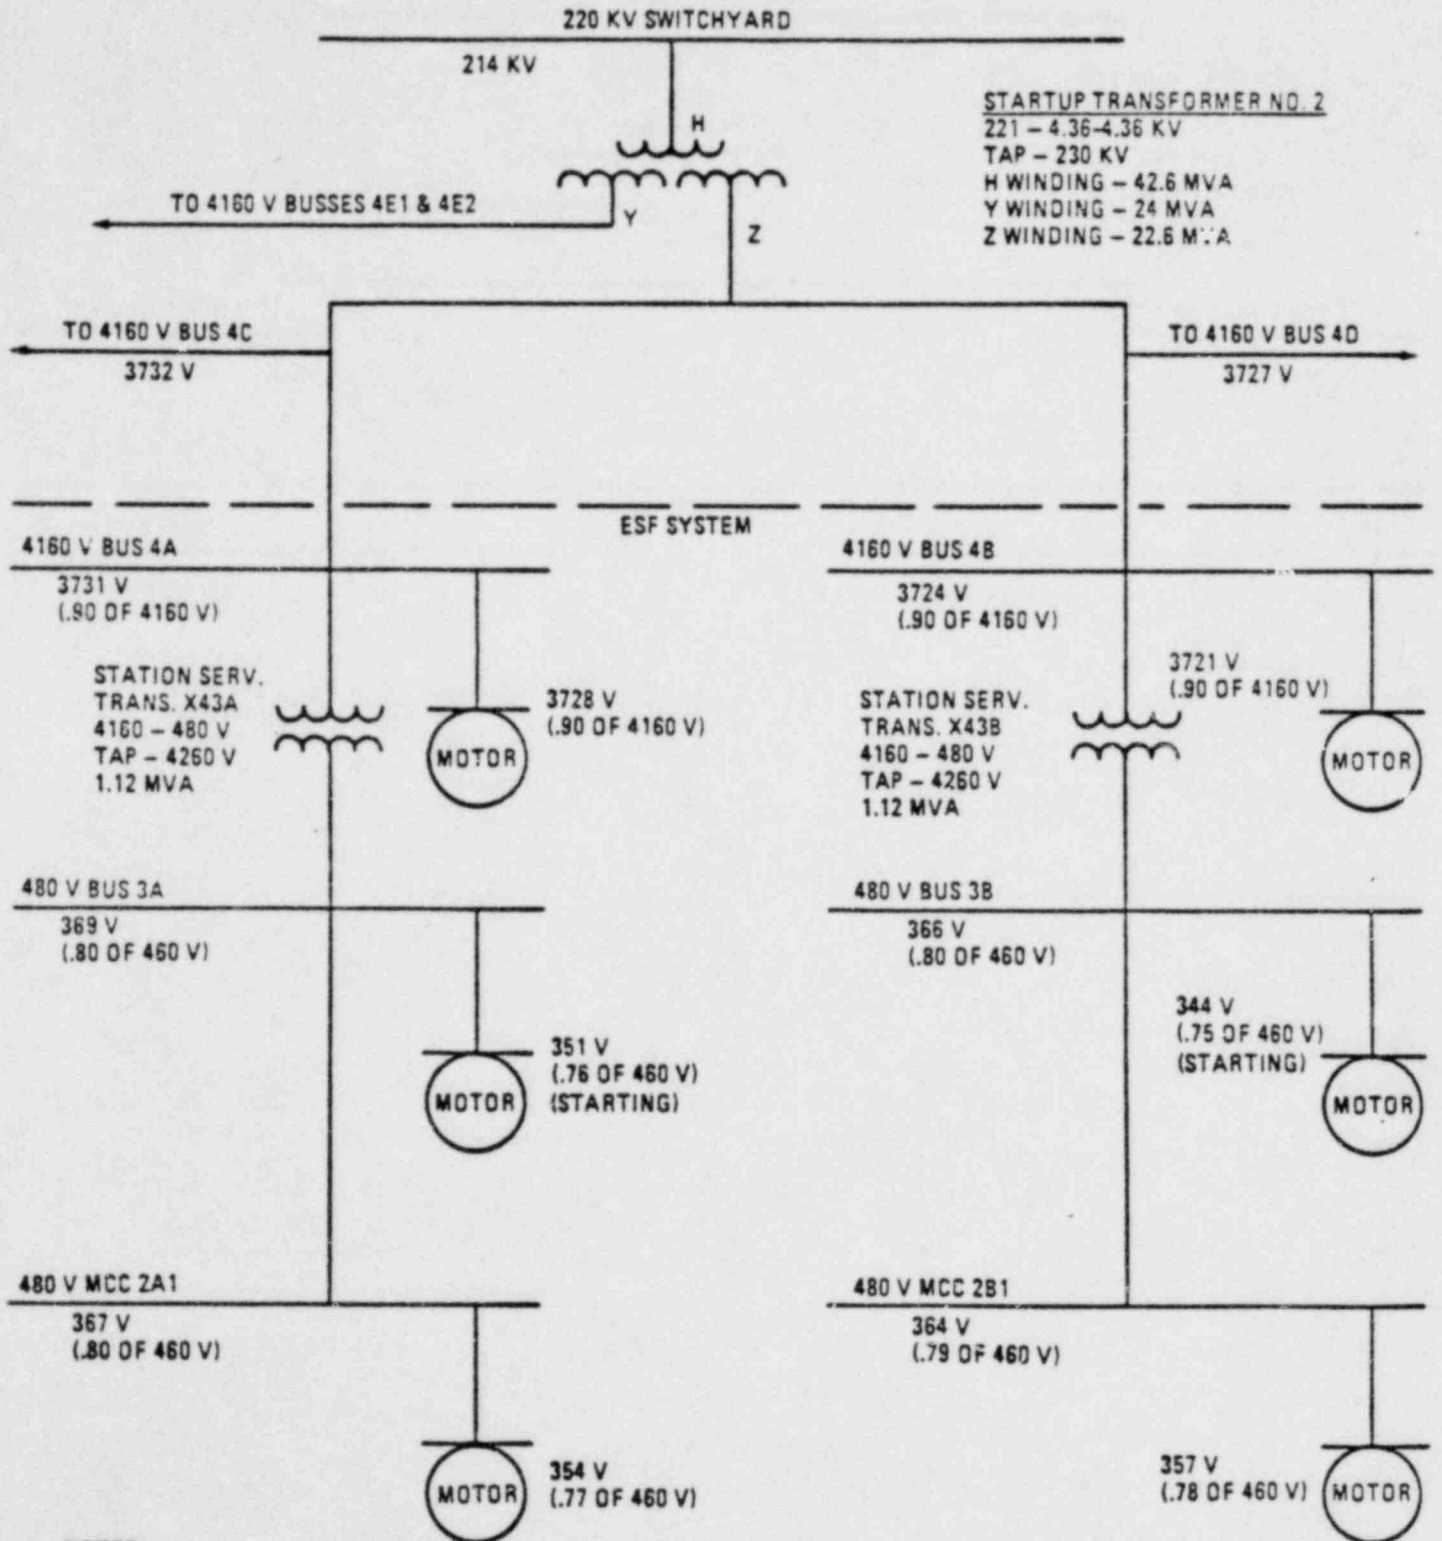 220 KV SWITCHYARD
214 KV
H
STARTUP TRANSFORMER NO. 2
221 – 4.36-4.36 KV
TAP – 230 KV
H WINDING – 42.6 MVA
Y WINDING – 24 MVA
Z WINDING – 22.6 MVA
TO 4160 V BUSSES 4E1 & 4E2
Y
Z
TO 4160 V BUS 4C
3732 V
TO 4160 V BUS 4D
3727 V
ESF SYSTEM
4160 V BUS 4A
3731 V
(.90 OF 4160 V)
4160 V BUS 4B
3724 V
(.90 OF 4160 V)
STATION SERV.
TRANS. X43A
4160 – 480 V
TAP – 4260 V
1.12 MVA
3728 V
(.90 OF 4160 V)
MOTOR
STATION SERV.
TRANS. X43B
4160 – 480 V
TAP – 4260 V
1.12 MVA
3721 V
(.90 OF 4160 V)
MOTOR
480 V BUS 3A
369 V
(.80 OF 460 V)
480 V BUS 3B
366 V
(.80 OF 460 V)
351 V
(.76 OF 460 V)
(STARTING)
MOTOR
344 V
(.75 OF 460 V)
(STARTING)
MOTOR
480 V MCC 2A1
367 V
(.80 OF 460 V)
480 V MCC 2B1
364 V
(.79 OF 460 V)
MOTOR
354 V
(.77 OF 460 V)
357 V
(.78 OF 460 V)
MOTOR